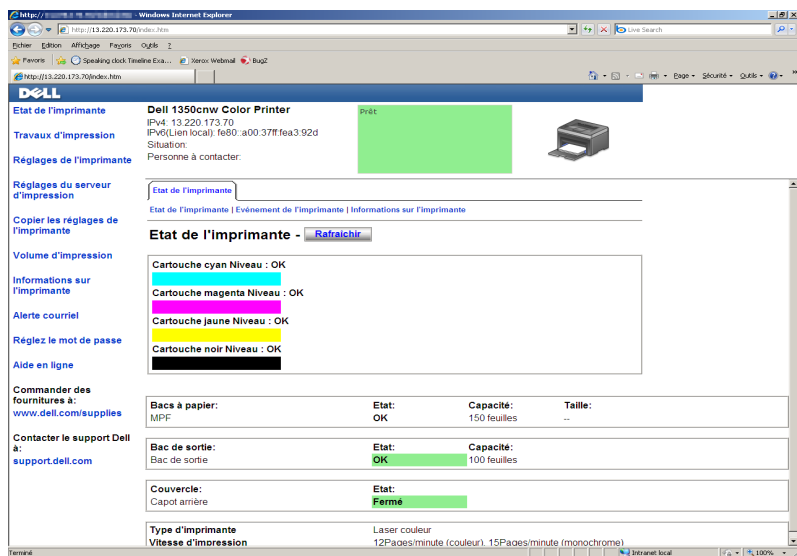 http:// - Windows Internet Explorer
http://13.220.173.70/index.htm
Live Search
Fichier Edition Affichage Favoris Outils ?
Favoris Speaking clock Timeline Exa... Xerox Webmail BugZ
http://13.220.173.70/index.htm
Page Sécurité Outils
DELL
Etat de l'imprimante
Travaux d'impression
Réglages de l'imprimante
Réglages du serveur
d'impression
Copier les réglages de
l'imprimante
Volume d'impression
Informations sur
l'imprimante
Alerte courriel
Réglez le mot de passe
Aide en ligne
Commander des
fournitures à:
www.dell.com/supplies
Contacter le support Dell
à:
support.dell.com
Dell 1350cnw Color Printer
IPv4: 13.220.173.70
IPv6(Lien local): fe80::a00:37ff:fea3:92d
Situation:
Personne à contacter:
Prêt
Etat de l'imprimante
Etat de l'imprimante | Evénement de l'imprimante | Informations sur l'imprimante
Etat de l'imprimante - Rafraîchir
Cartouche cyan Niveau : OK
Cartouche magenta Niveau : OK
Cartouche jaune Niveau : OK
Cartouche noir Niveau : OK
Bacs à papier: Etat: Capacité: Taille:
MPF OK 150 feuilles --
Bac de sortie: Etat: Capacité:
Bac de sortie OK 100 feuilles
Couvercle: Etat:
Capot arrière Fermé
Type d'imprimante Laser couleur
Vitesse d'impression 12Pages/minute (couleur), 15Pages/minute (monochrome)
Terminé Intranet local 100%